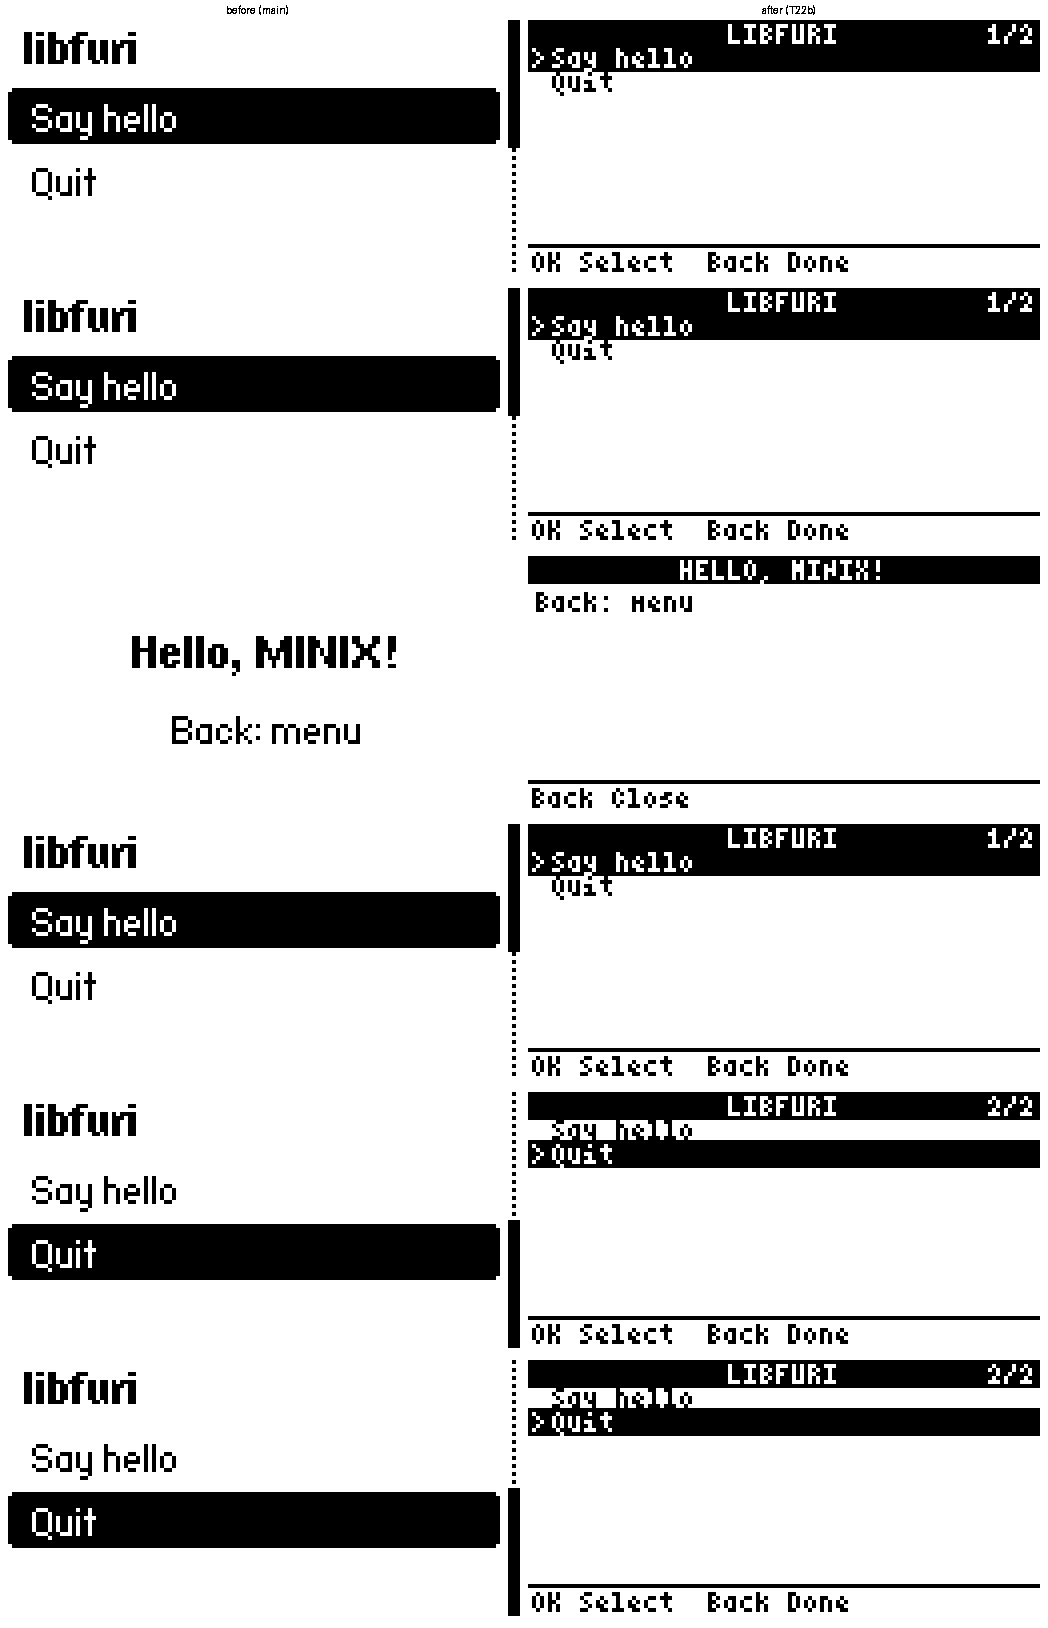 before (main)
after (T22b)
libfuri
Say hello
Quit
LIBFURI 1/2
>Say hello
Quit
OK Select Back Done
libfuri
Say hello
Quit
LIBFURI 1/2
>Say hello
Quit
OK Select Back Done
Hello, MINIX!
Back: menu
HELLO, MINIX!
Back: menu
Back Close
libfuri
Say hello
Quit
LIBFURI 1/2
>Say hello
Quit
OK Select Back Done
libfuri
Say hello
Quit
LIBFURI 2/2
Say hello
>Quit
OK Select Back Done
libfuri
Say hello
Quit
LIBFURI 2/2
Say hello
>Quit
OK Select Back Done